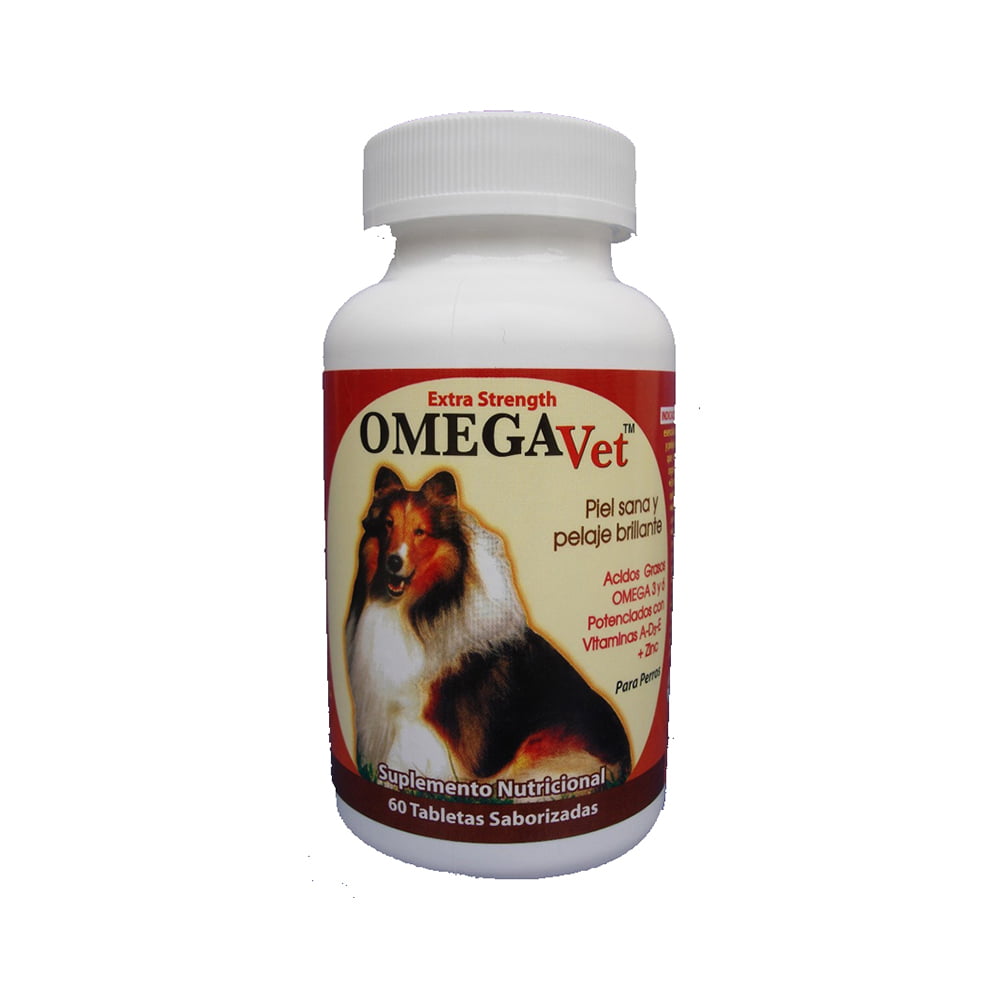 Extra Strength
OMEGAVet™
Piel sana y
pelaje brillante
Acidos Grasos
OMEGA 3 y 6
Potenciados con
Vitaminas A-D y-E
+ Zinc
Para Perros
Suplemento Nutricional
60 Tabletas Saborizadas